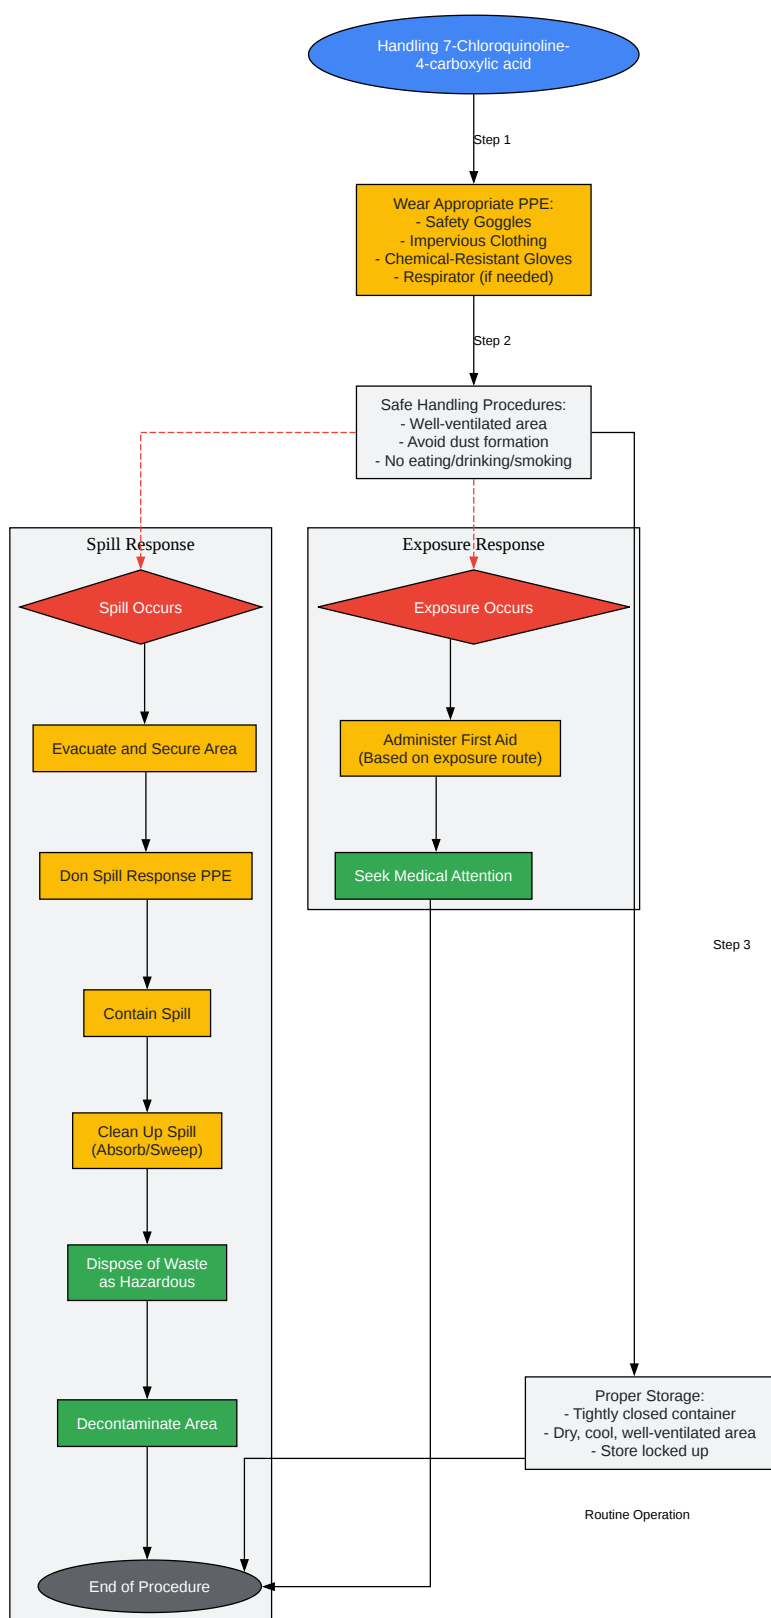 Handling 7-Chloroquinoline-
4-carboxylic acid
Step 1
Wear Appropriate PPE:
- Safety Goggles
- Impervious Clothing
- Chemical-Resistant Gloves
- Respirator (if needed)
Step 2
Safe Handling Procedures:
- Well-ventilated area
- Avoid dust formation
- No eating/drinking/smoking
Spill Response
Spill Occurs
Evacuate and Secure Area
Don Spill Response PPE
Contain Spill
Clean Up Spill
(Absorb/Sweep)
Dispose of Waste
as Hazardous
Decontaminate Area
Exposure Response
Exposure Occurs
Administer First Aid
(Based on exposure route)
Seek Medical Attention
Step 3
Proper Storage:
- Tightly closed container
- Dry, cool, well-ventilated area
- Store locked up
Routine Operation
End of Procedure